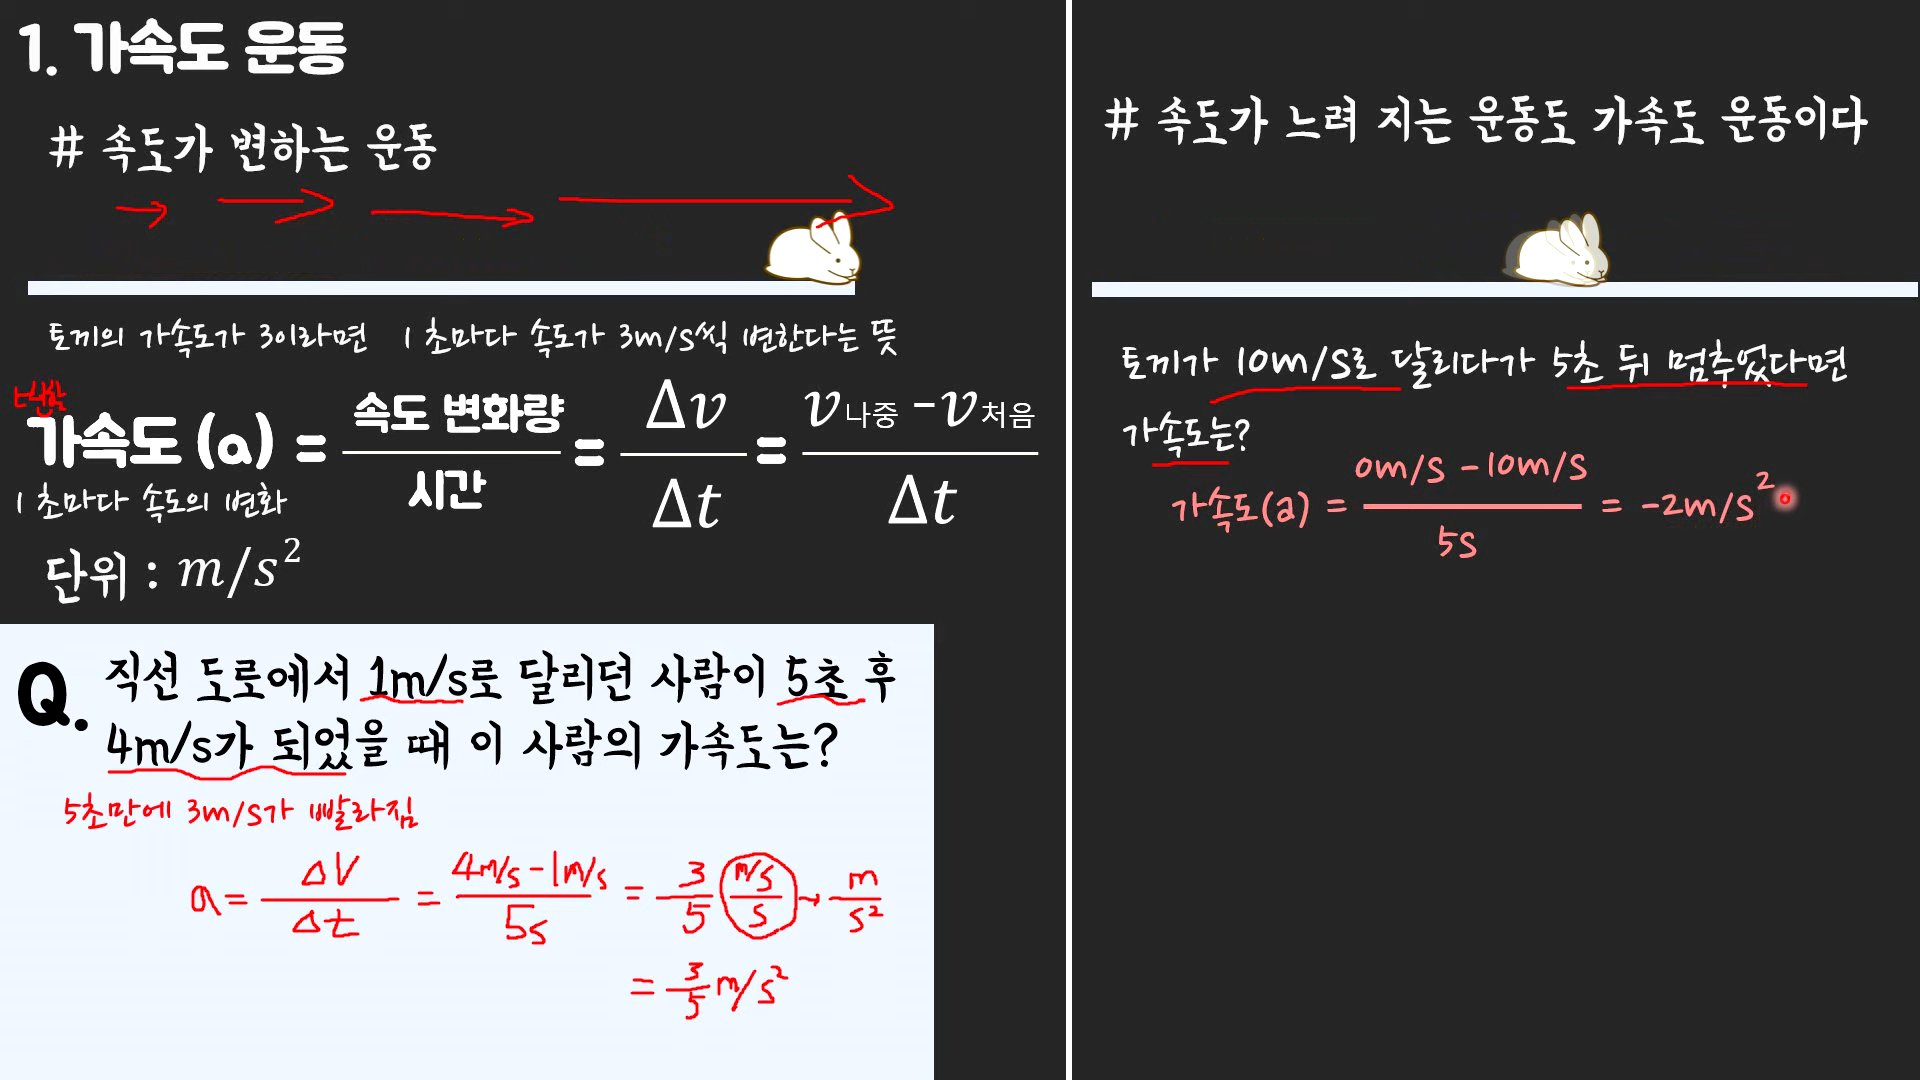 1. 가속도 운동
# 속도가 변하는 운동
토끼의 가속도가 3이라면 1초마다 속도가 3m/s씩 변한다는 뜻
변할
가속도 (a) = 속도 변화량 / 시간 = Δv / Δt = v나중 - v처음 / Δt
1초마다 속도의 변화
단위 : m/s²
Q. 직선 도로에서 1m/s로 달리던 사람이 5초 후
4m/s가 되었을 때 이 사람의 가속도는?
5초만에 3m/s가 빨라짐
a = ΔV / Δt = 4m/s - 1m/s / 5s = 3/5 m/s / s → m / s²
= 3/5 m/s²
# 속도가 느려 지는 운동도 가속도 운동이다
토끼가 10m/s로 달리다가 5초 뒤 멈추었다면
가속도는?
가속도(a) = 0m/s - 10m/s / 5s = -2m/s²